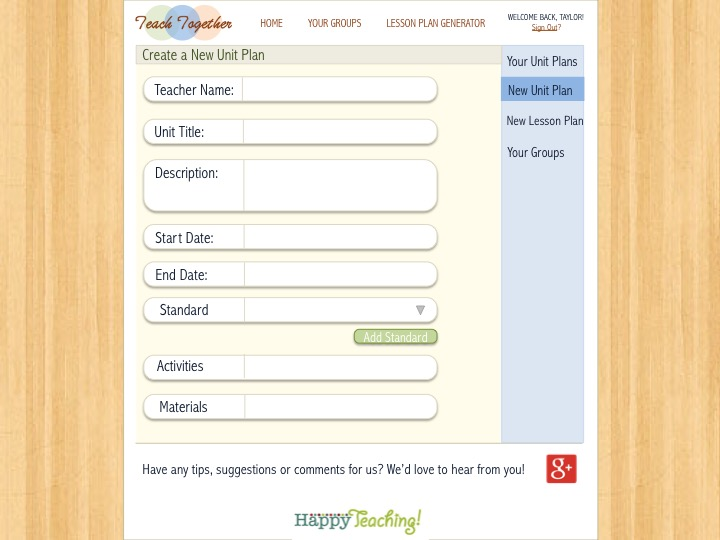 Teach Together
HOME
YOUR GROUPS
LESSON PLAN GENERATOR
WELCOME BACK, TAYLOR!
Sign Out?
Create a New Unit Plan
Teacher Name:
Unit Title:
Description:
Start Date:
End Date:
Standard
Add Standard
Activities
Materials
Your Unit Plans
New Unit Plan
New Lesson Plan
Your Groups
Have any tips, suggestions or comments for us? We'd love to hear from you!
g+
Happy Teaching!